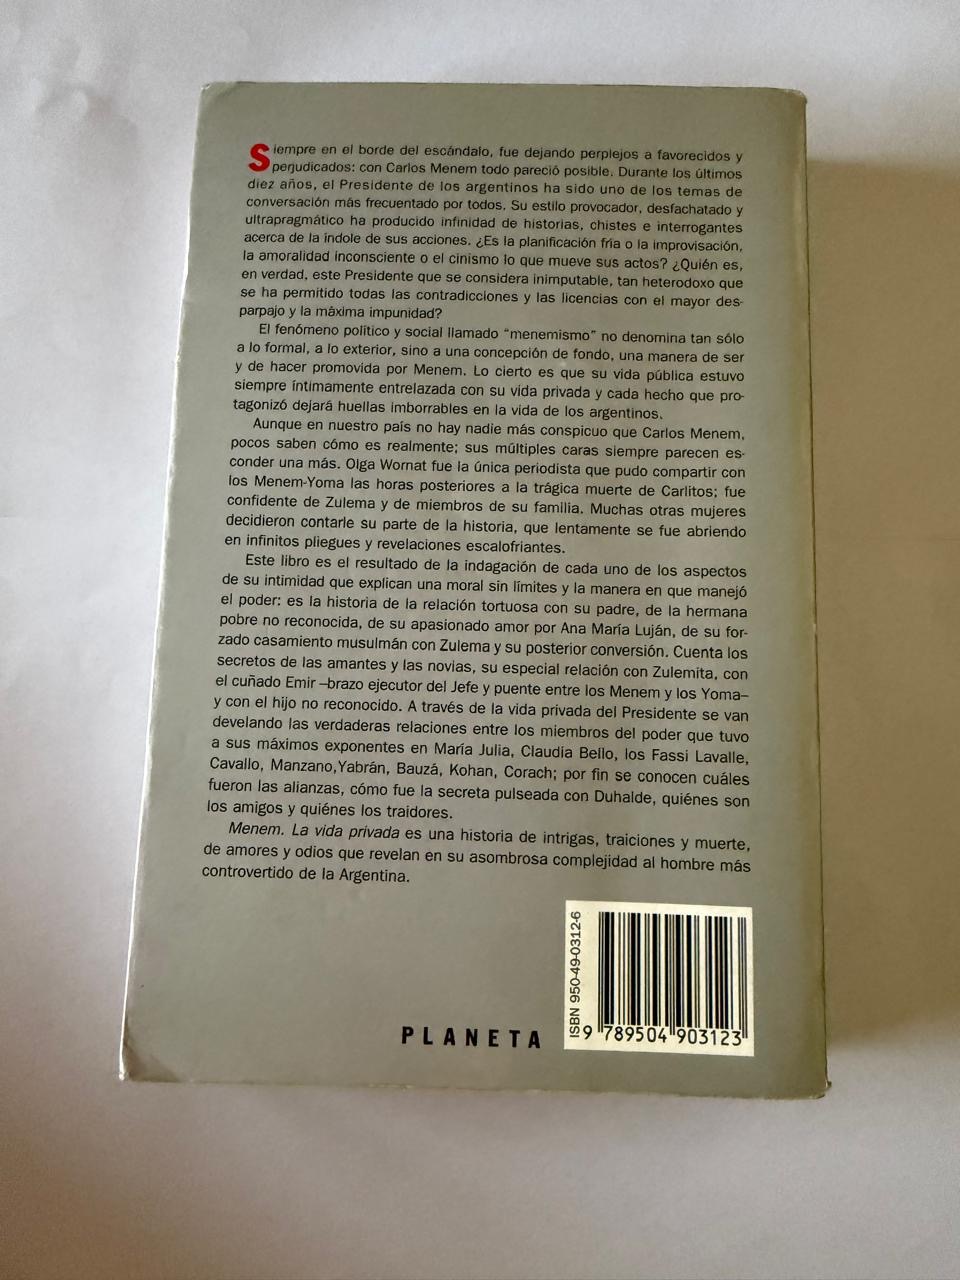 Siempre en el borde del escándalo, fue dejando perplejos a favorecidos y
perjudicados: con Carlos Menem todo pareció posible. Durante los últimos
diez años, el Presidente de los argentinos ha sido uno de los temas de
conversación más frecuentado por todos. Su estilo provocador, desfachatado y
ultrapragmático ha producido infinidad de historias, chistes e interrogantes
acerca de la índole de sus acciones. ¿Es la planificación fría o la improvisación,
la amoralidad inconsciente o el cinismo lo que mueve sus actos? ¿Quién es,
en verdad, este Presidente que se considera inimputable, tan heterodoxo que
se ha permitido todas las contradicciones y las licencias con el mayor des-
parpajo y la máxima impunidad?
El fenómeno político y social llamado "menemismo" no denomina tan sólo
a lo formal, a lo exterior, sino a una concepción de fondo, una manera de ser
y de hacer promovida por Menem. Lo cierto es que su vida pública estuvo
siempre íntimamente entrelazada con su vida privada y cada hecho que pro-
tagonizó dejará huellas imborrables en la vida de los argentinos.
Aunque en nuestro país no hay nadie más conspicuo que Carlos Menem,
pocos saben cómo es realmente; sus múltiples caras siempre parecen es-
conder una más. Olga Wornat fue la única periodista que pudo compartir con
los Menem-Yoma las horas posteriores a la trágica muerte de Carlitos; fue
confidente de Zulema y de miembros de su familia. Muchas otras mujeres
decidieron contarle su parte de la historia, que lentamente se fue abriendo
en infinitos pliegues y revelaciones escalofriantes.
Este libro es el resultado de la indagación de cada uno de los aspectos
de su intimidad que explican una moral sin límites y la manera en que manejó
el poder: es la historia de la relación tortuosa con su padre, de la hermana
pobre no reconocida, de su apasionado amor por Ana María Luján, de su for-
zado casamiento musulmán con Zulema y su posterior conversión. Cuenta los
secretos de las amantes y las novias, su especial relación con Zulemita, con
el cuñado Emir –brazo ejecutor del Jefe y puente entre los Menem y los Yoma–
y con el hijo no reconocido. A través de la vida privada del Presidente se van
develando las verdaderas relaciones entre los miembros del poder que tuvo
a sus máximos exponentes en María Julia, Claudia Bello, los Fassi Lavalle,
Cavallo, Manzano,Yabrán, Bauzá, Kohan, Corach; por fin se conocen cuáles
fueron las alianzas, cómo fue la secreta pulseada con Duhalde, quiénes son
los amigos y quiénes los traidores.
Menem. La vida privada es una historia de intrigas, traiciones y muerte,
de amores y odios que revelan en su asombrosa complejidad al hombre más
controvertido de la Argentina.
ISBN 950-49-0312-6
9 789504 903123
PLANETA